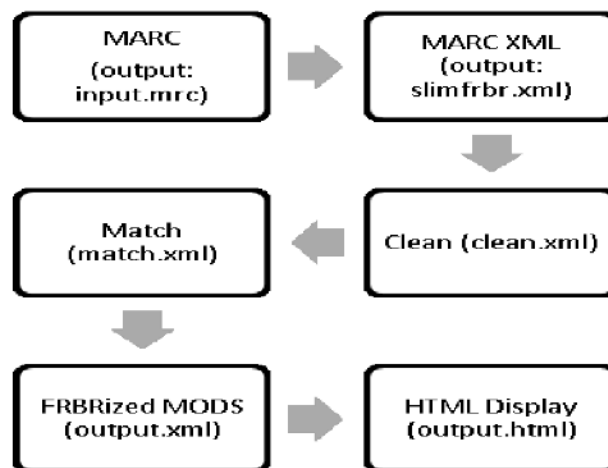 MARC
(output:
input.mrc)
MARC XML
(output:
slimfrbr.xml)
Clean (clean.xml)
Match
(match.xml)
FRBRized MODS
(output.xml)
HTML Display
(output.html)